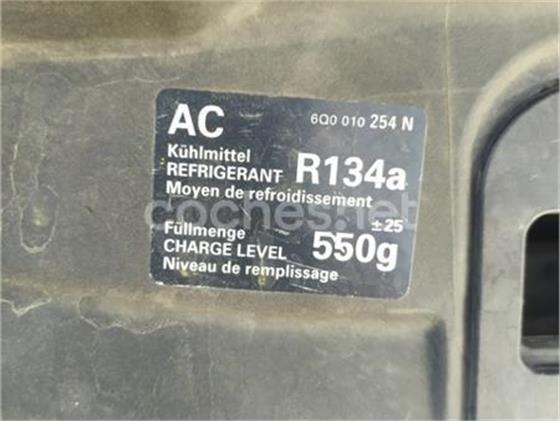 AC 6Q0 010 254 N
Kühlmittel
REFRIGERANT R134a
Moyen de refroidissement
coches.net
Füllmenge ±25
CHARGE LEVEL 550g
Niveau de remplissage